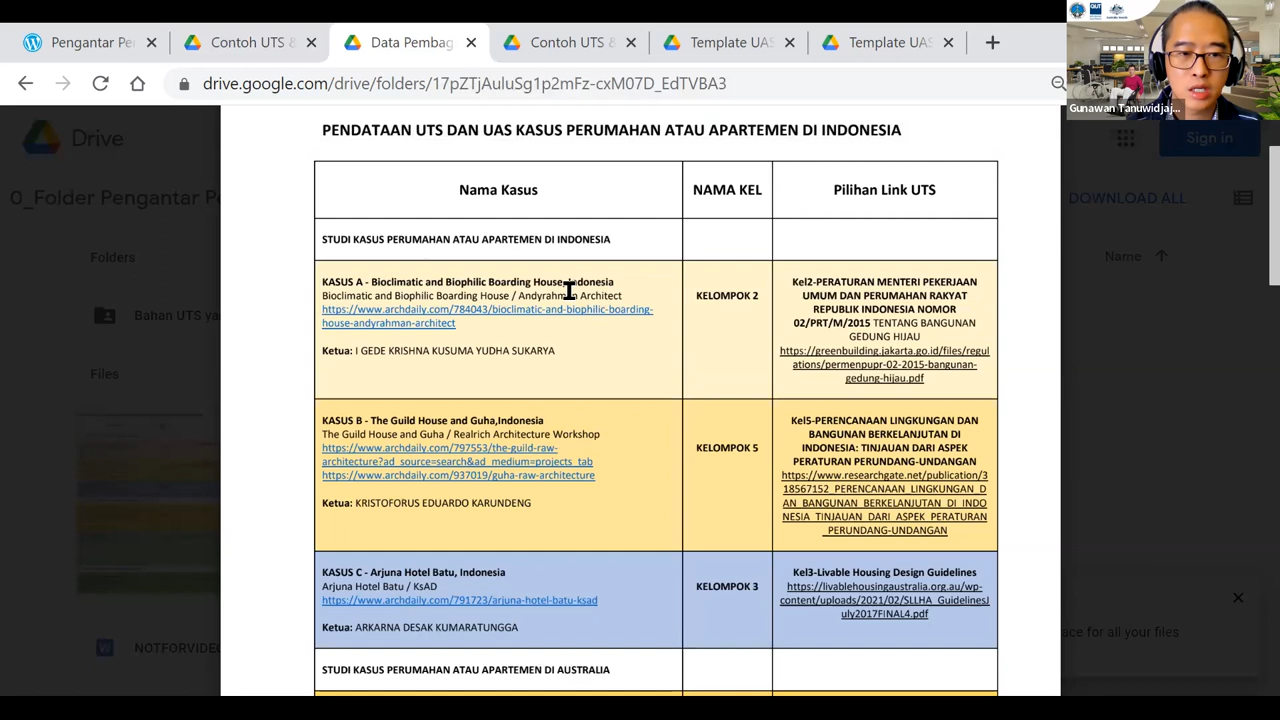 Pengantar Pe
Contoh UTS &
Data Pembag
Contoh UTS &
Template UAS
Template UAS
drive.google.com/drive/folders/17pZTjAuluSg1p2mFz-cxM07D_EdTVBA3
Gunawan Tanuwidjaj...
Drive
Sign in
0_Folder Pengantar P
DOWNLOAD ALL
Folders
Name
Bahan UTS ya
Files
NOTFORVIDEO
ace for all your files
PENDATAAN UTS DAN UAS KASUS PERUMAHAN ATAU APARTEMEN DI INDONESIA
Nama Kasus
NAMA KEL
Pilihan Link UTS
STUDI KASUS PERUMAHAN ATAU APARTEMEN DI INDONESIA
KASUS A - Bioclimatic and Biophilic Boarding House, Indonesia
Bioclimatic and Biophilic Boarding House / Andyrahman Architect
https://www.archdaily.com/784043/bioclimatic-and-biophilic-boarding-
house-andyrahman-architect
Ketua: I GEDE KRISHNA KUSUMA YUDHA SUKARYA
KELOMPOK 2
Kel2-PERATURAN MENTERI PEKERJAAN
UMUM DAN PERUMAHAN RAKYAT
REPUBLIK INDONESIA NOMOR
02/PRT/M/2015 TENTANG BANGUNAN
GEDUNG HIJAU
https://greenbuilding.jakarta.go.id/files/regul
ations/permenpupr-02-2015-bangunan-
gedung-hijau.pdf
KASUS B - The Guild House and Guha,Indonesia
The Guild House and Guha / Realrich Architecture Workshop
https://www.archdaily.com/797553/the-guild-raw-
architecture?ad_source=search&ad_medium=projects_tab
https://www.archdaily.com/937019/guha-raw-architecture
Ketua: KRISTOFORUS EDUARDO KARUNDENG
KELOMPOK 5
Kel5-PERENCANAAN LINGKUNGAN DAN
BANGUNAN BERKELANJUTAN DI
INDONESIA: TINJAUAN DARI ASPEK
PERATURAN PERUNDANG-UNDANGAN
https://www.researchgate.net/publication/3
18567152_PERENCANAAN_LINGKUNGAN_D
AN_BANGUNAN_BERKELANJUTAN_DI_INDO
NESIA_TINJAUAN_DARI_ASPEK_PERATURAN
_PERUNDANG-UNDANGAN
KASUS C - Arjuna Hotel Batu, Indonesia
Arjuna Hotel Batu / KsAD
https://www.archdaily.com/791723/arjuna-hotel-batu-ksad
Ketua: ARKARNA DESAK KUMARATUNGGA
KELOMPOK 3
Kel3-Livable Housing Design Guidelines
https://livablehousingaustralia.org.au/wp-
content/uploads/2021/02/SLLHA_GuidelinesJ
uly2017FINAL4.pdf
STUDI KASUS PERUMAHAN ATAU APARTEMEN DI AUSTRALIA